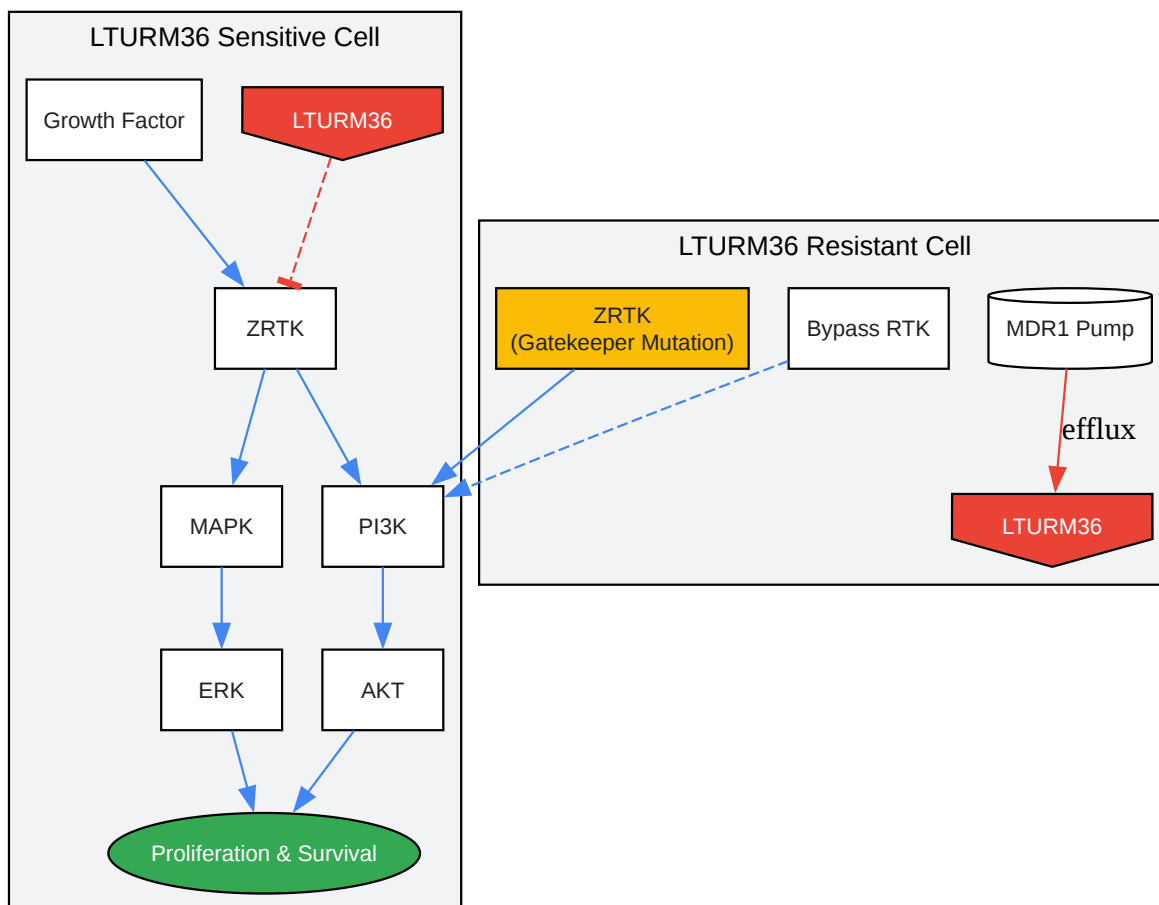 LTURM36 Sensitive Cell
Growth Factor
LTURM36
ZRTK
MAPK
PI3K
ERK
AKT
Proliferation & Survival
LTURM36 Resistant Cell
ZRTK
(Gatekeeper Mutation)
Bypass RTK
MDR1 Pump
efflux
LTURM36